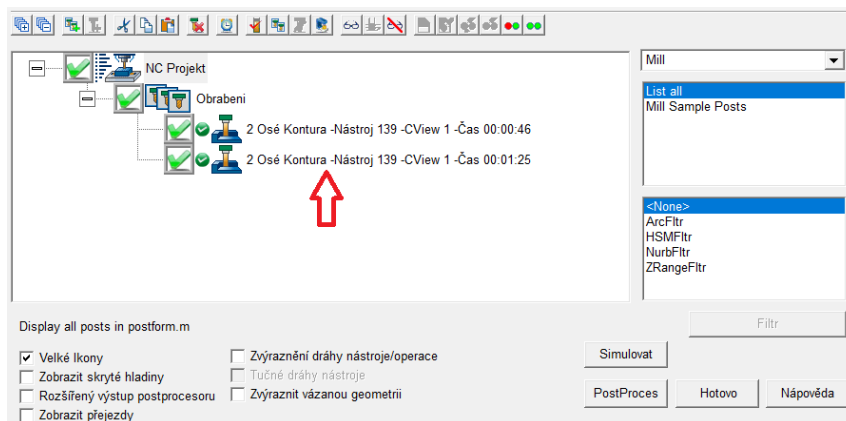 NC Projekt
Obrabeni
2 Osé Kontura -Nástroj 139 -CView 1 -Čas 00:00:46
2 Osé Kontura -Nástroj 139 -CView 1 -Čas 00:01:25
Mill
List all
Mill Sample Posts
<None>
ArcFltr
HSMFltr
NurbFltr
ZRangeFltr
Display all posts in postform.m
Filtr
Velké Ikony
Zobrazit skryté hladiny
Rozšířený výstup postprocesoru
Zobrazit přejezdy
Zvýraznění dráhy nástroje/operace
Tučné dráhy nástroje
Zvýraznit vázanou geometrii
Simulovat
PostProces
Hotovo
Nápověda